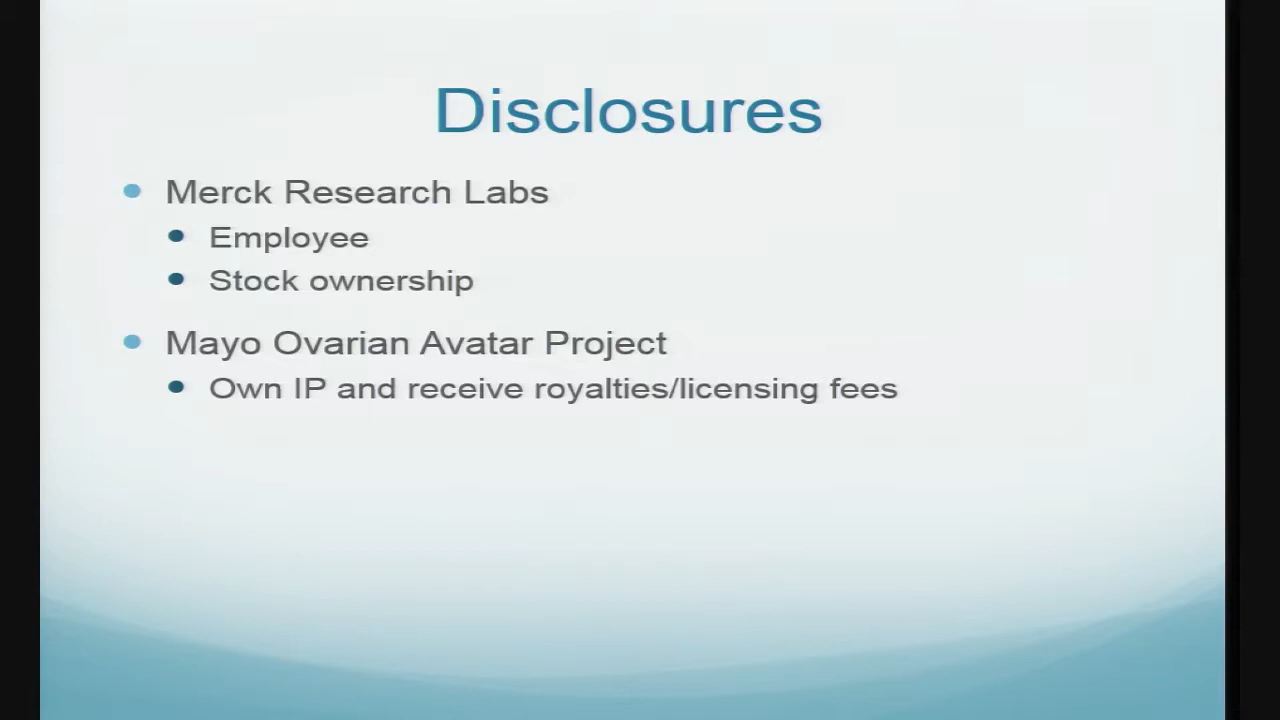 Disclosures
Merck Research Labs
Employee
Stock ownership
Mayo Ovarian Avatar Project
Own IP and receive royalties/licensing fees